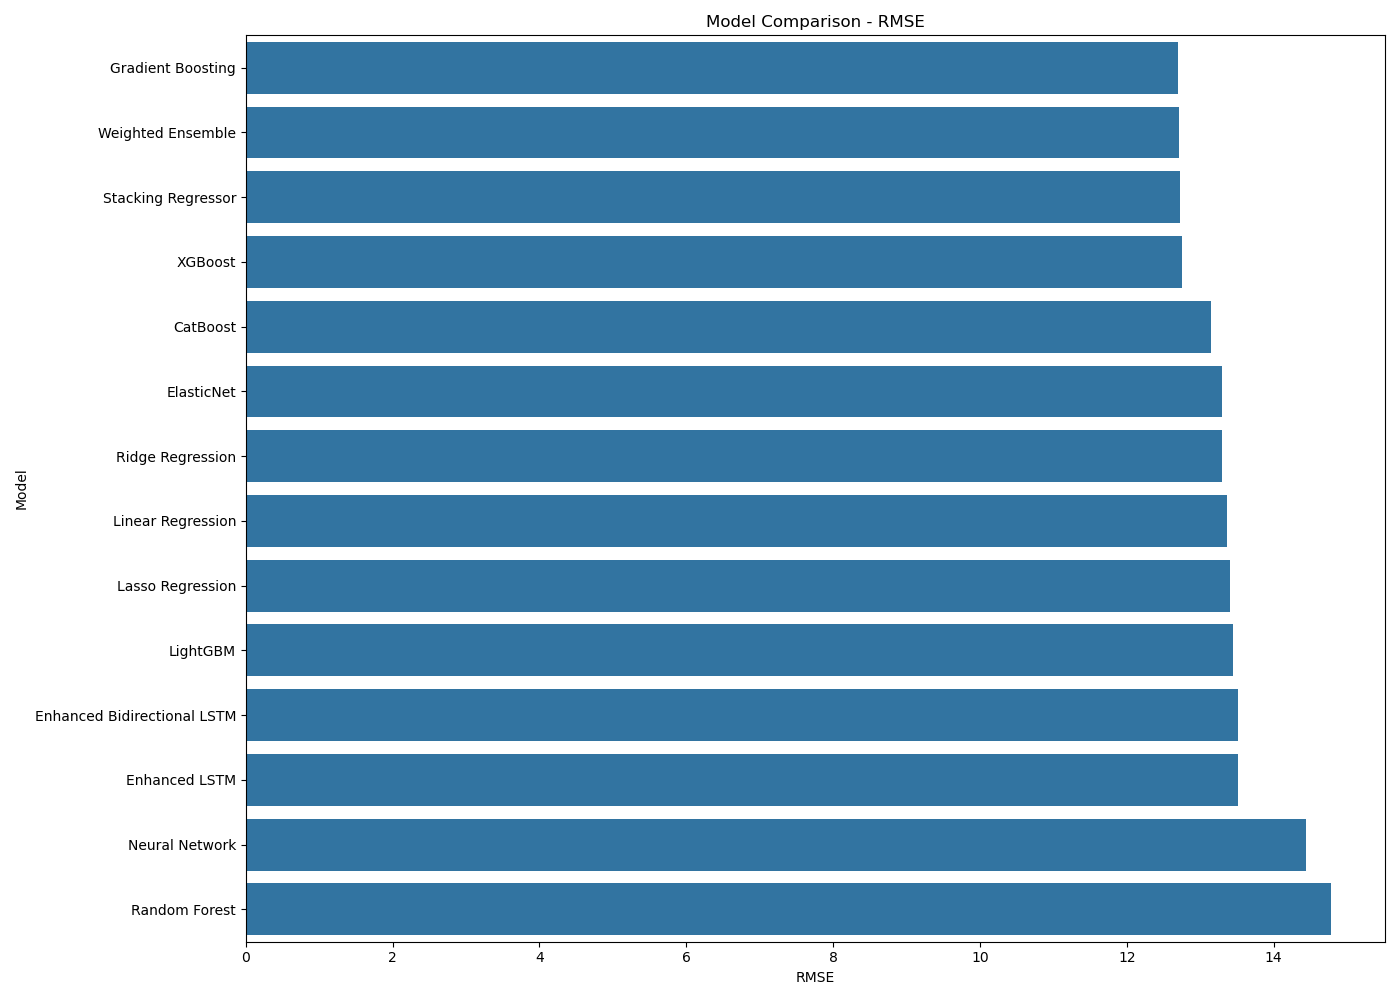 Model Comparison - RMSE
Gradient Boosting
Weighted Ensemble
Stacking Regressor
XGBoost
CatBoost
ElasticNet
Ridge Regression
Linear Regression
Lasso Regression
LightGBM
Enhanced Bidirectional LSTM
Enhanced LSTM
Neural Network
Random Forest
Model
0 2 4 6 8 10 12 14
RMSE